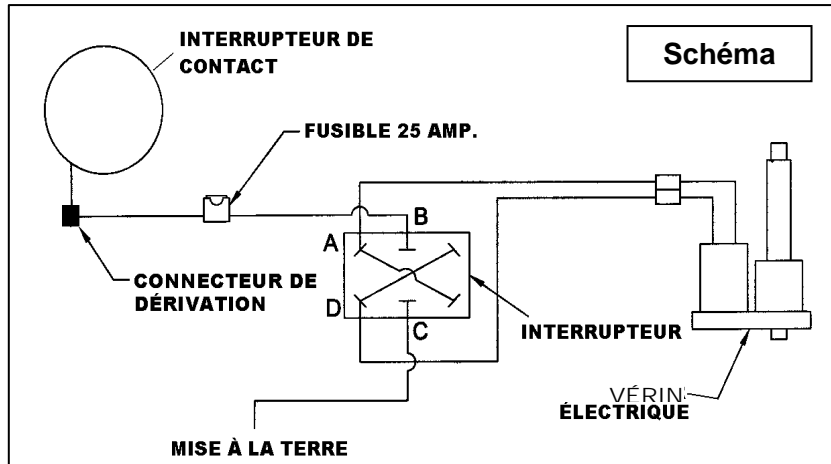 INTERRUPTEUR DE
CONTACT
Schéma
FUSIBLE 25 AMP.
B
A
CONNECTEUR DE
DÉRIVATION
D
C
INTERRUPTEUR
VÉRIN
ÉLECTRIQUE
MISE À LA TERRE